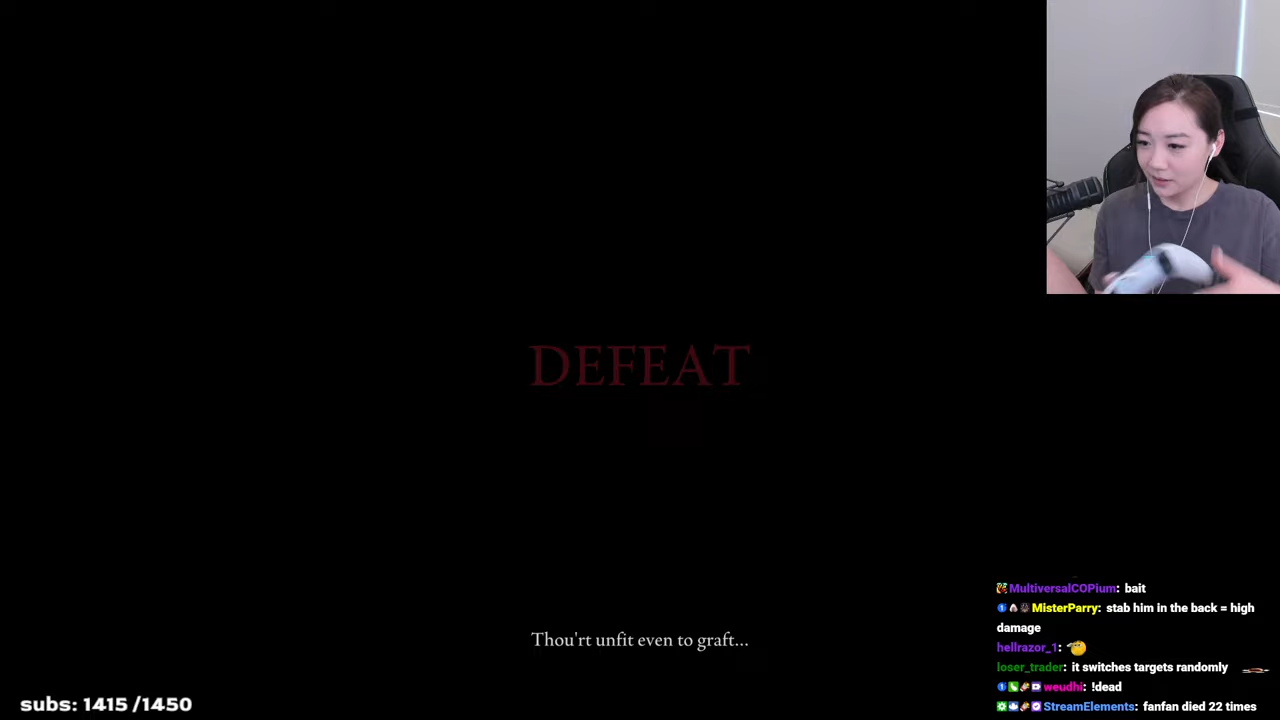 DEFEAT
Thou'rt unfit even to graft...
MultiversalCOPium: bait
MisterParry: stab him in the back = high
damage
hellrazor_1:
loser_trader: it switches targets randomly
weudhi: !dead
StreamElements: fanfan died 22 times
subs: 1415 /1450